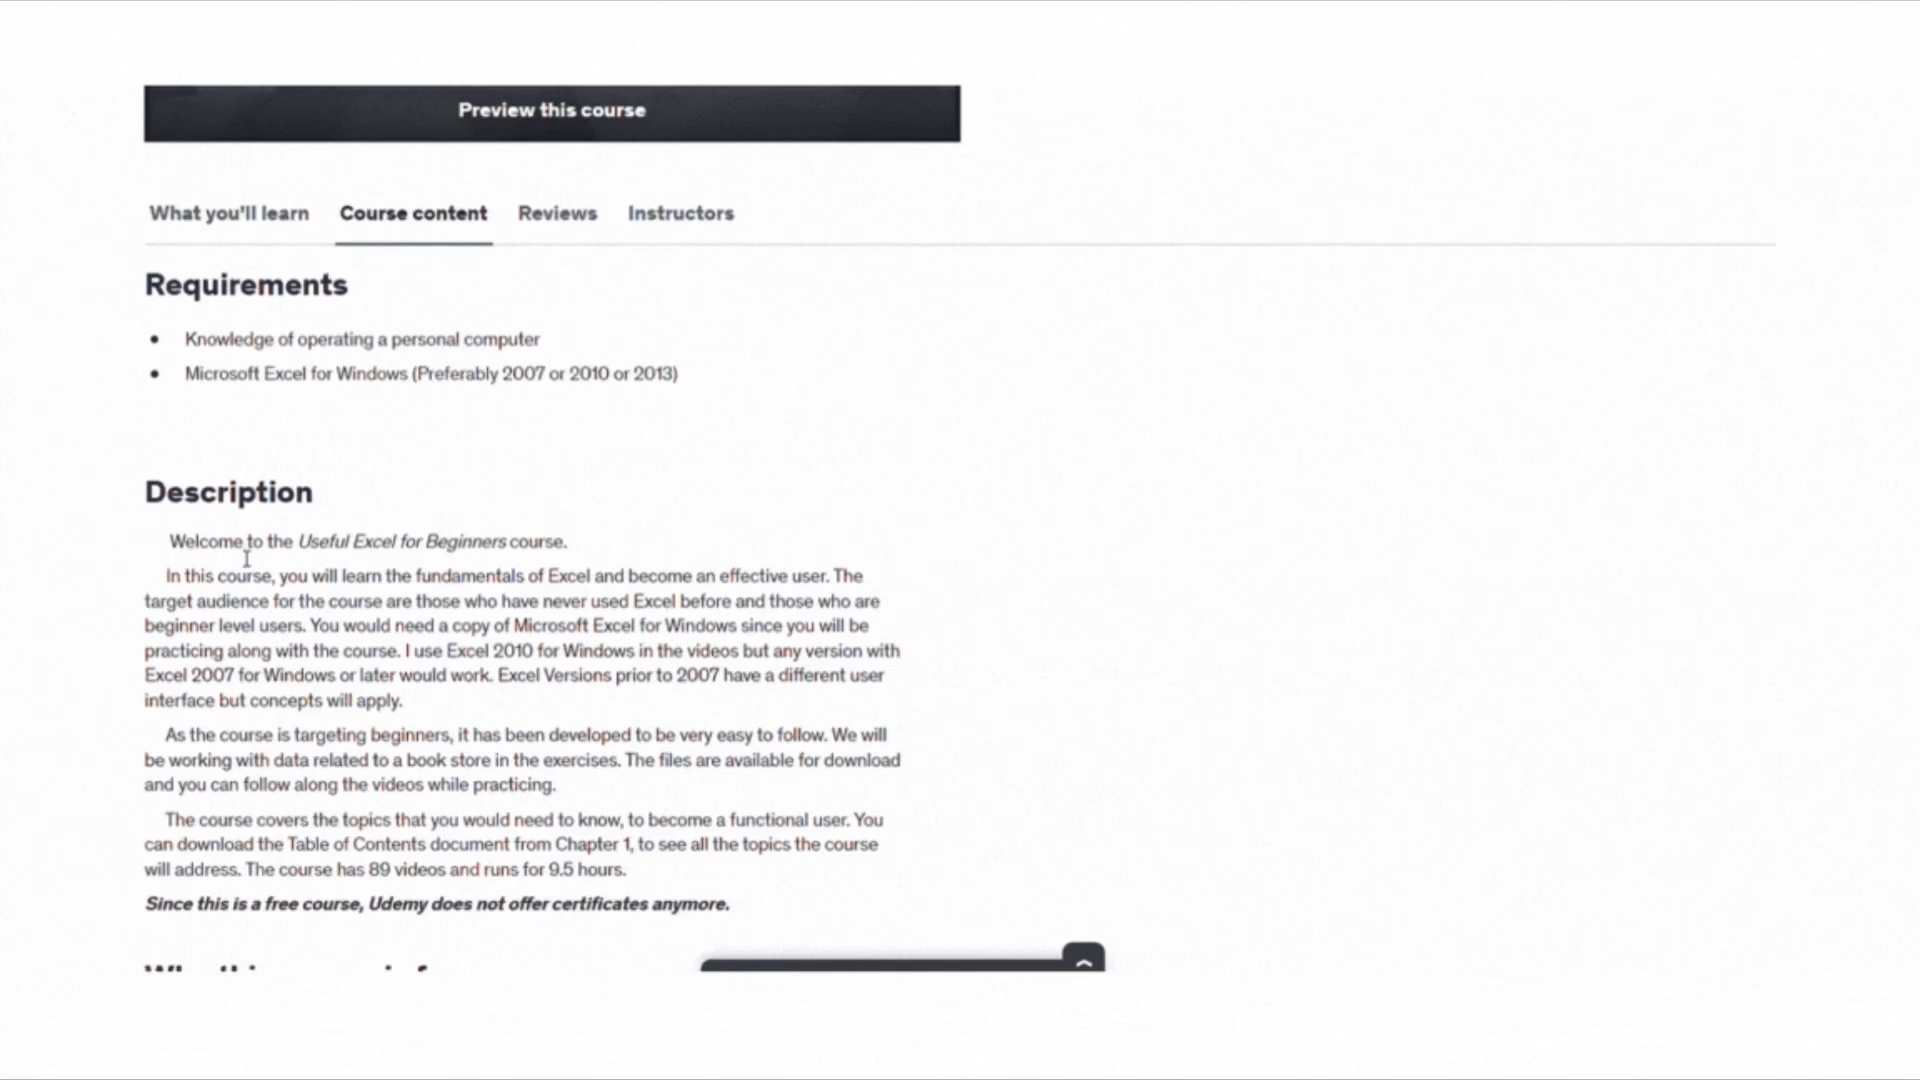 Preview this course
What you'll learn Course content Reviews Instructors
Requirements
• Knowledge of operating a personal computer
• Microsoft Excel for Windows (Preferably 2007 or 2010 or 2013)
Description
Welcome to the Useful Excel for Beginners course.
In this course, you will learn the fundamentals of Excel and become an effective user. The
target audience for the course are those who have never used Excel before and those who are
beginner level users. You would need a copy of Microsoft Excel for Windows since you will be
practicing along with the course. I use Excel 2010 for Windows in the videos but any version with
Excel 2007 for Windows or later would work. Excel Versions prior to 2007 have a different user
interface but concepts will apply.
As the course is targeting beginners, it has been developed to be very easy to follow. We will
be working with data related to a book store in the exercises. The files are available for download
and you can follow along the videos while practicing.
The course covers the topics that you would need to know, to become a functional user. You
can download the Table of Contents document from Chapter 1, to see all the topics the course
will address. The course has 89 videos and runs for 9.5 hours.
Since this is a free course, Udemy does not offer certificates anymore.